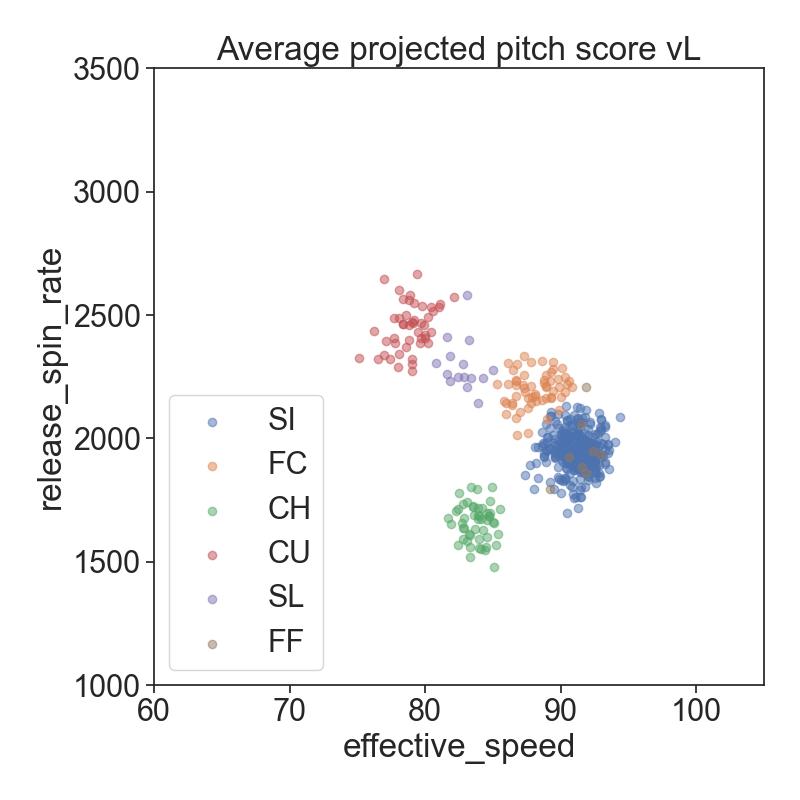 Average projected pitch score vL
3500
3000
2500
2000
1500
1000
release_spin_rate
SI
FC
CH
CU
SL
FF
60
70
80
90
100
effective_speed